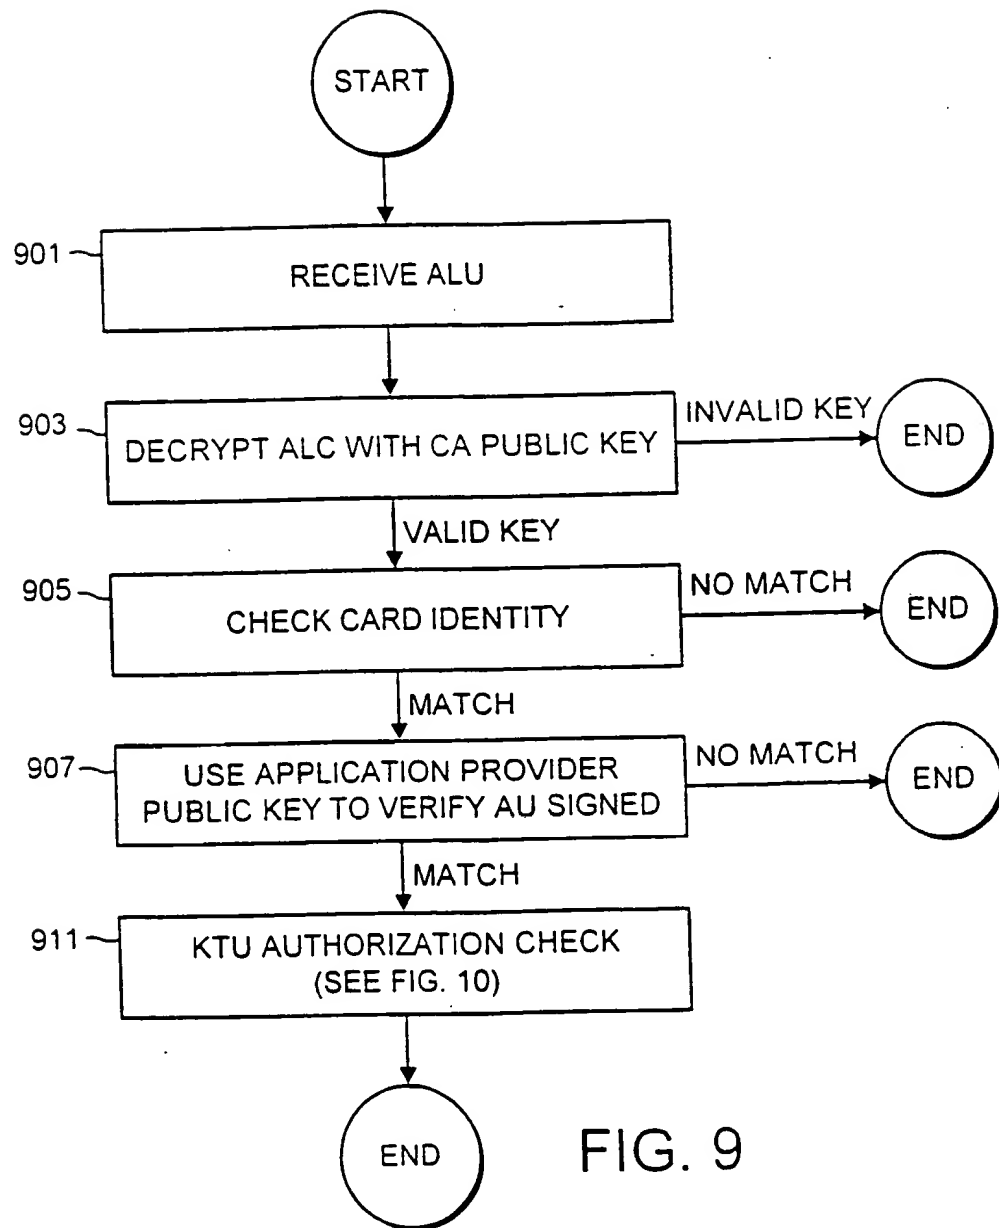 START
901
RECEIVE ALU
903
DECRYPT ALC WITH CA PUBLIC KEY
INVALID KEY
END
VALID KEY
905
CHECK CARD IDENTITY
NO MATCH
END
MATCH
907
USE APPLICATION PROVIDER
PUBLIC KEY TO VERIFY AU SIGNED
NO MATCH
END
MATCH
911
KTU AUTHORIZATION CHECK
(SEE FIG. 10)
END
FIG. 9